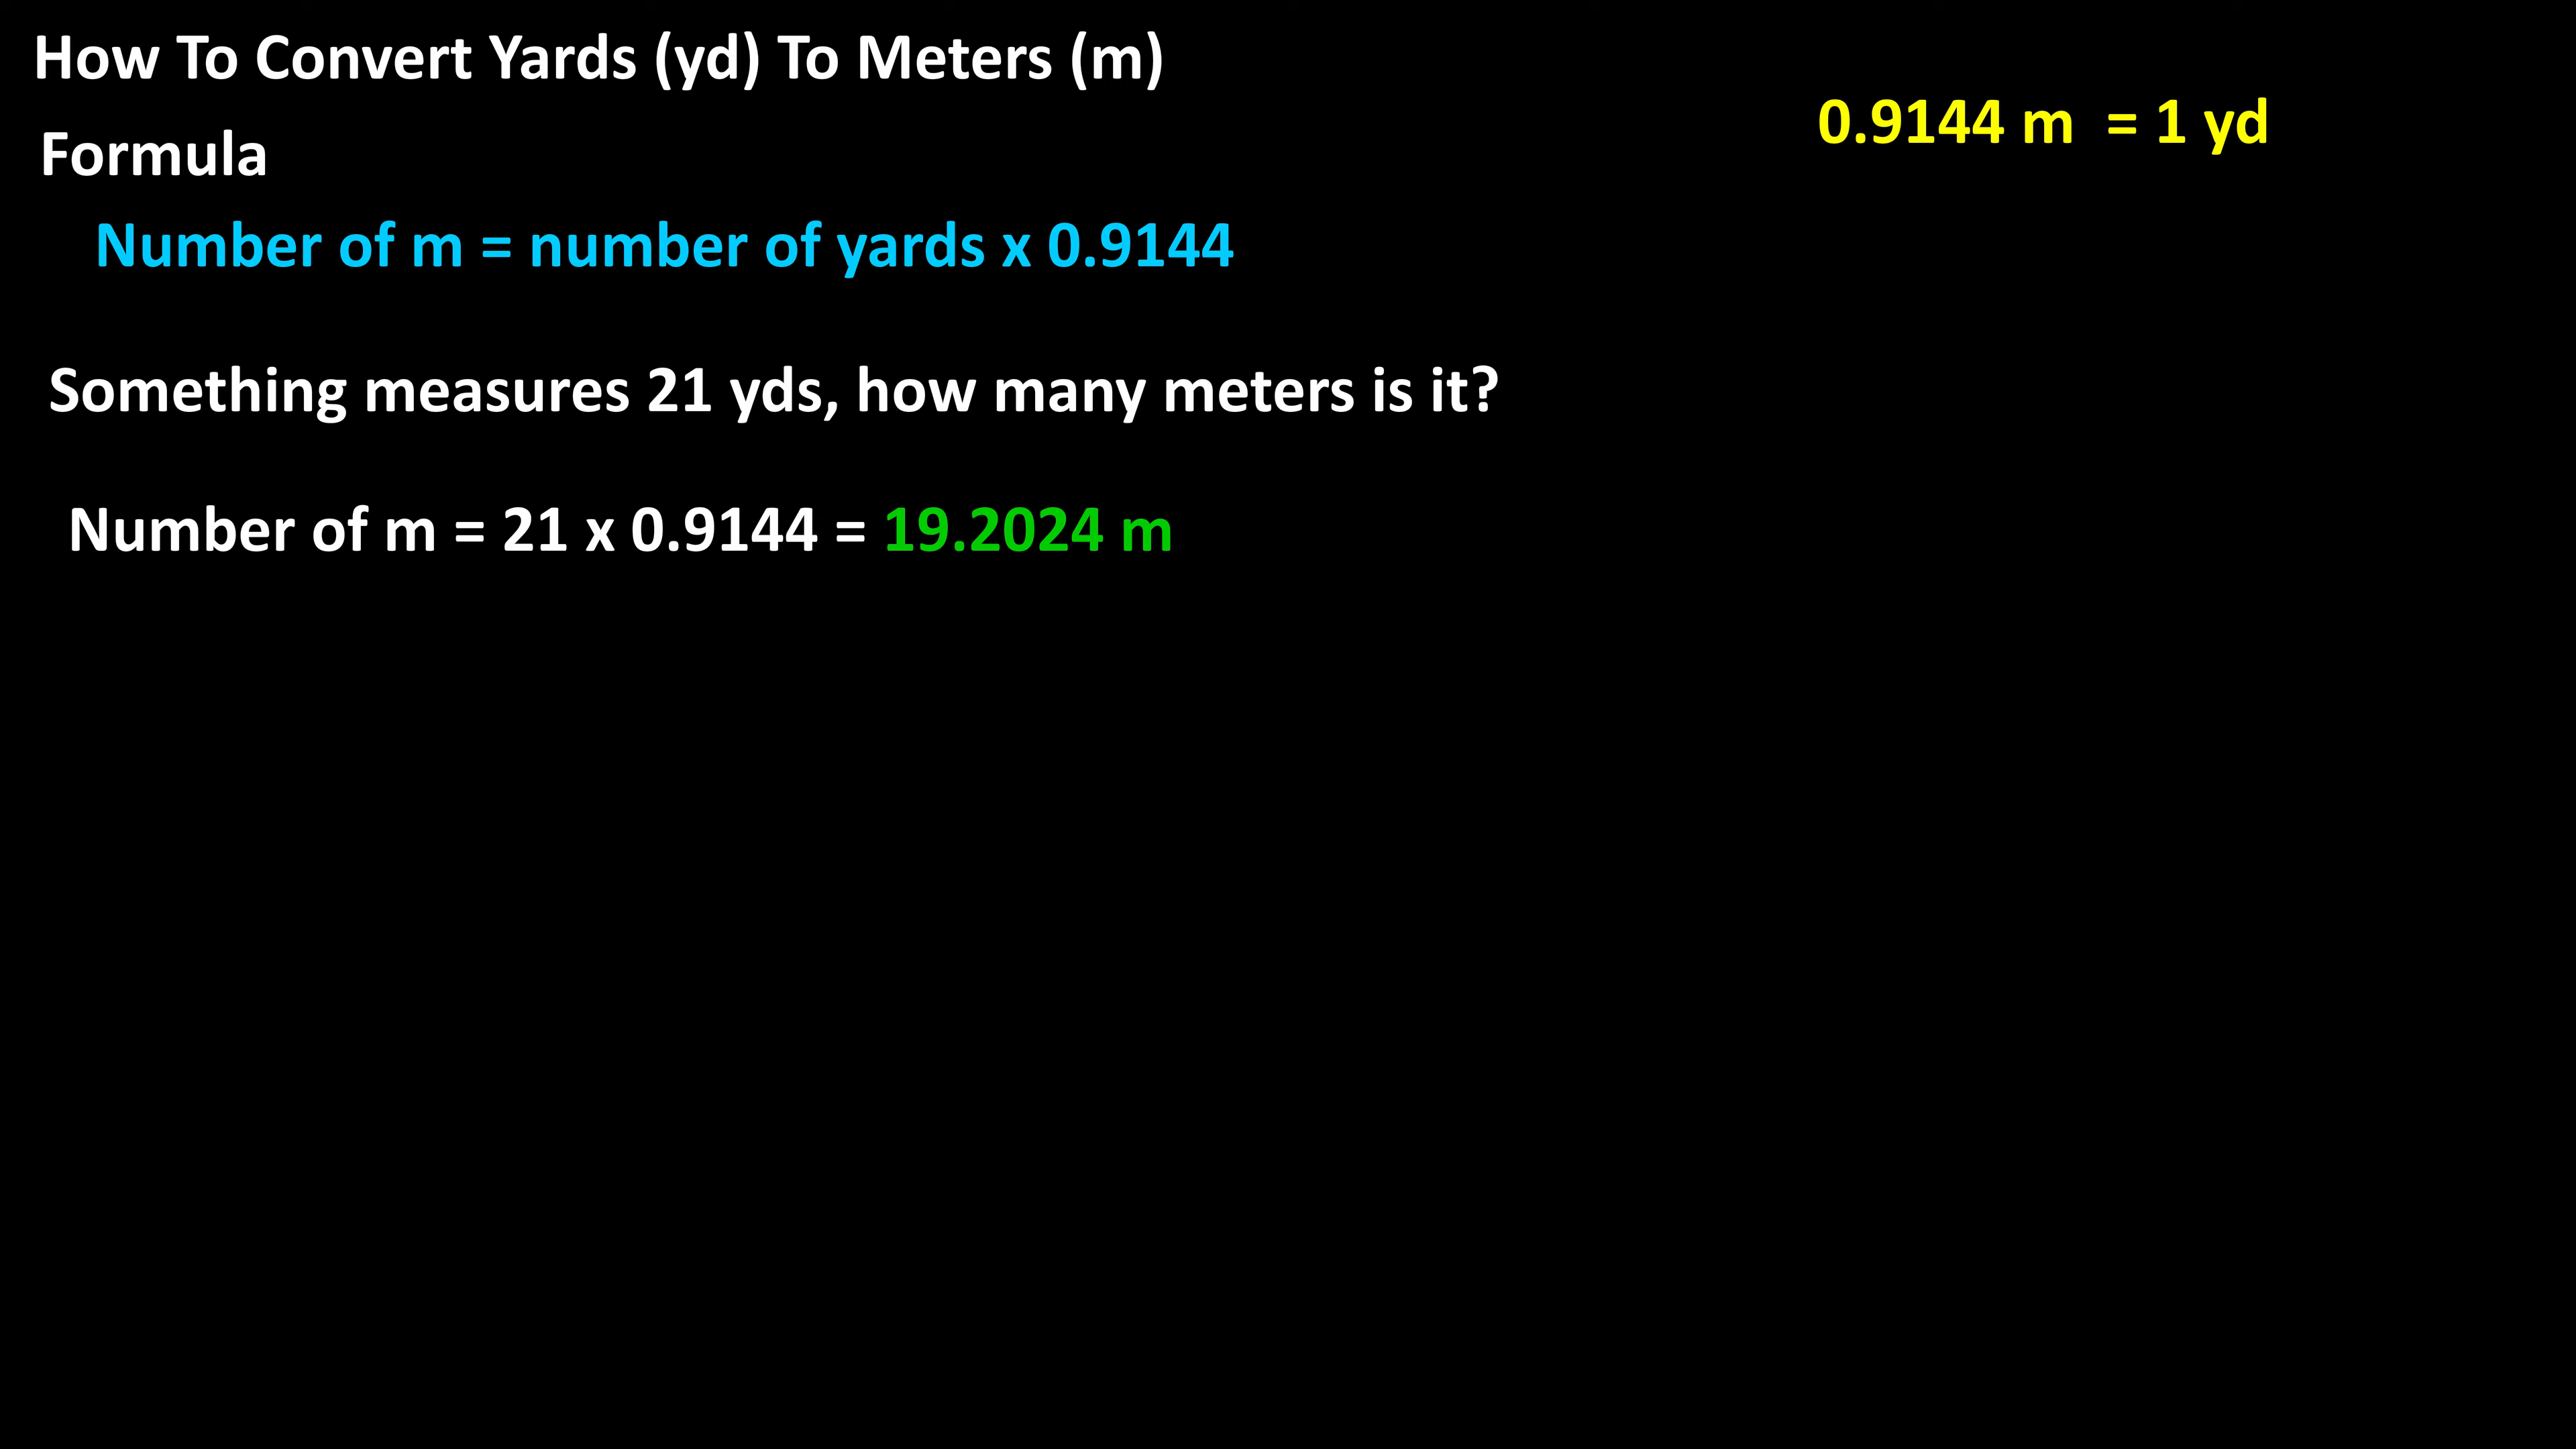 How To Convert Yards (yd) To Meters (m)
0.9144 m  = 1 yd
Formula
Number of m = number of yards x 0.9144
Something measures 21 yds, how many meters is it?
Number of m = 21 x 0.9144 = 19.2024 m